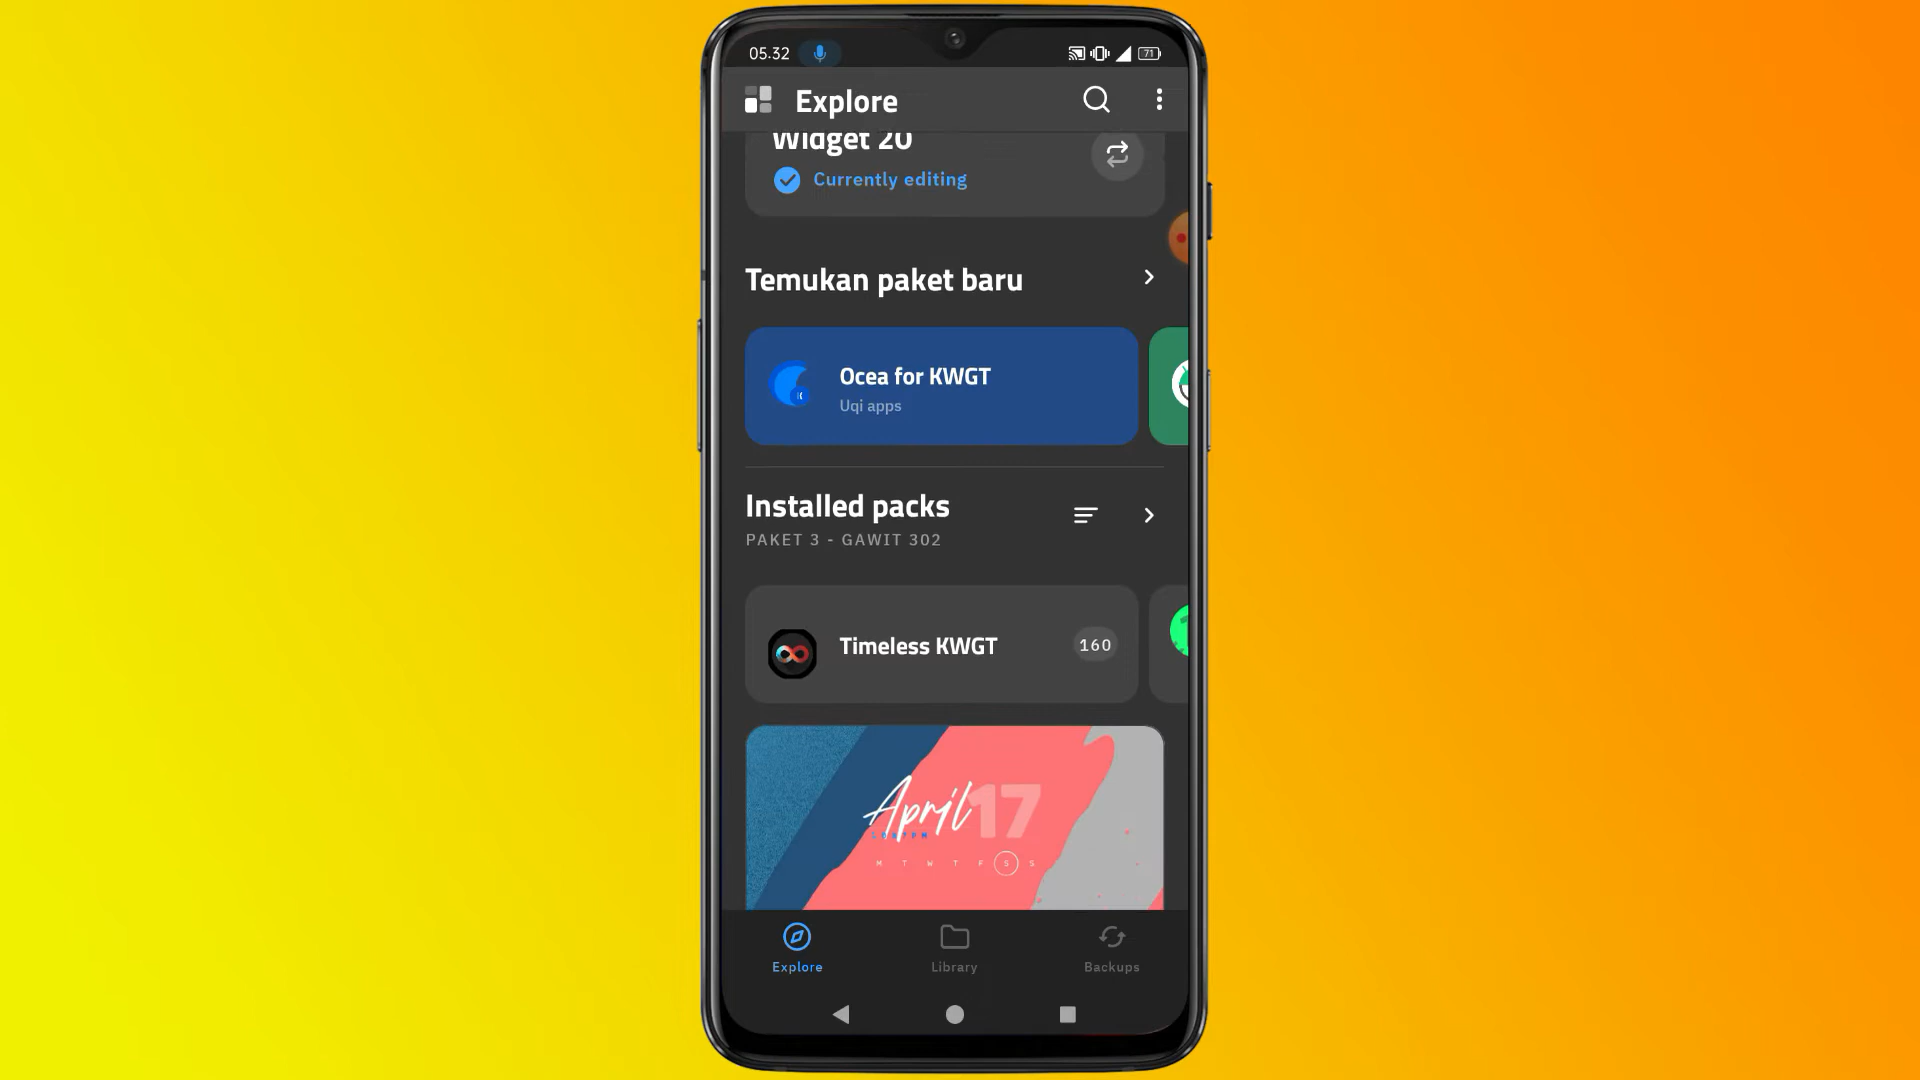 05.32
71
Explore
Widget 20
Currently editing
Temukan paket baru
Ocea for KWGT
Uqi apps
Installed packs
PAKET 3 - GAWIT 302
Timeless KWGT
160
April 17
M T W T F S S
Explore
Library
Backups